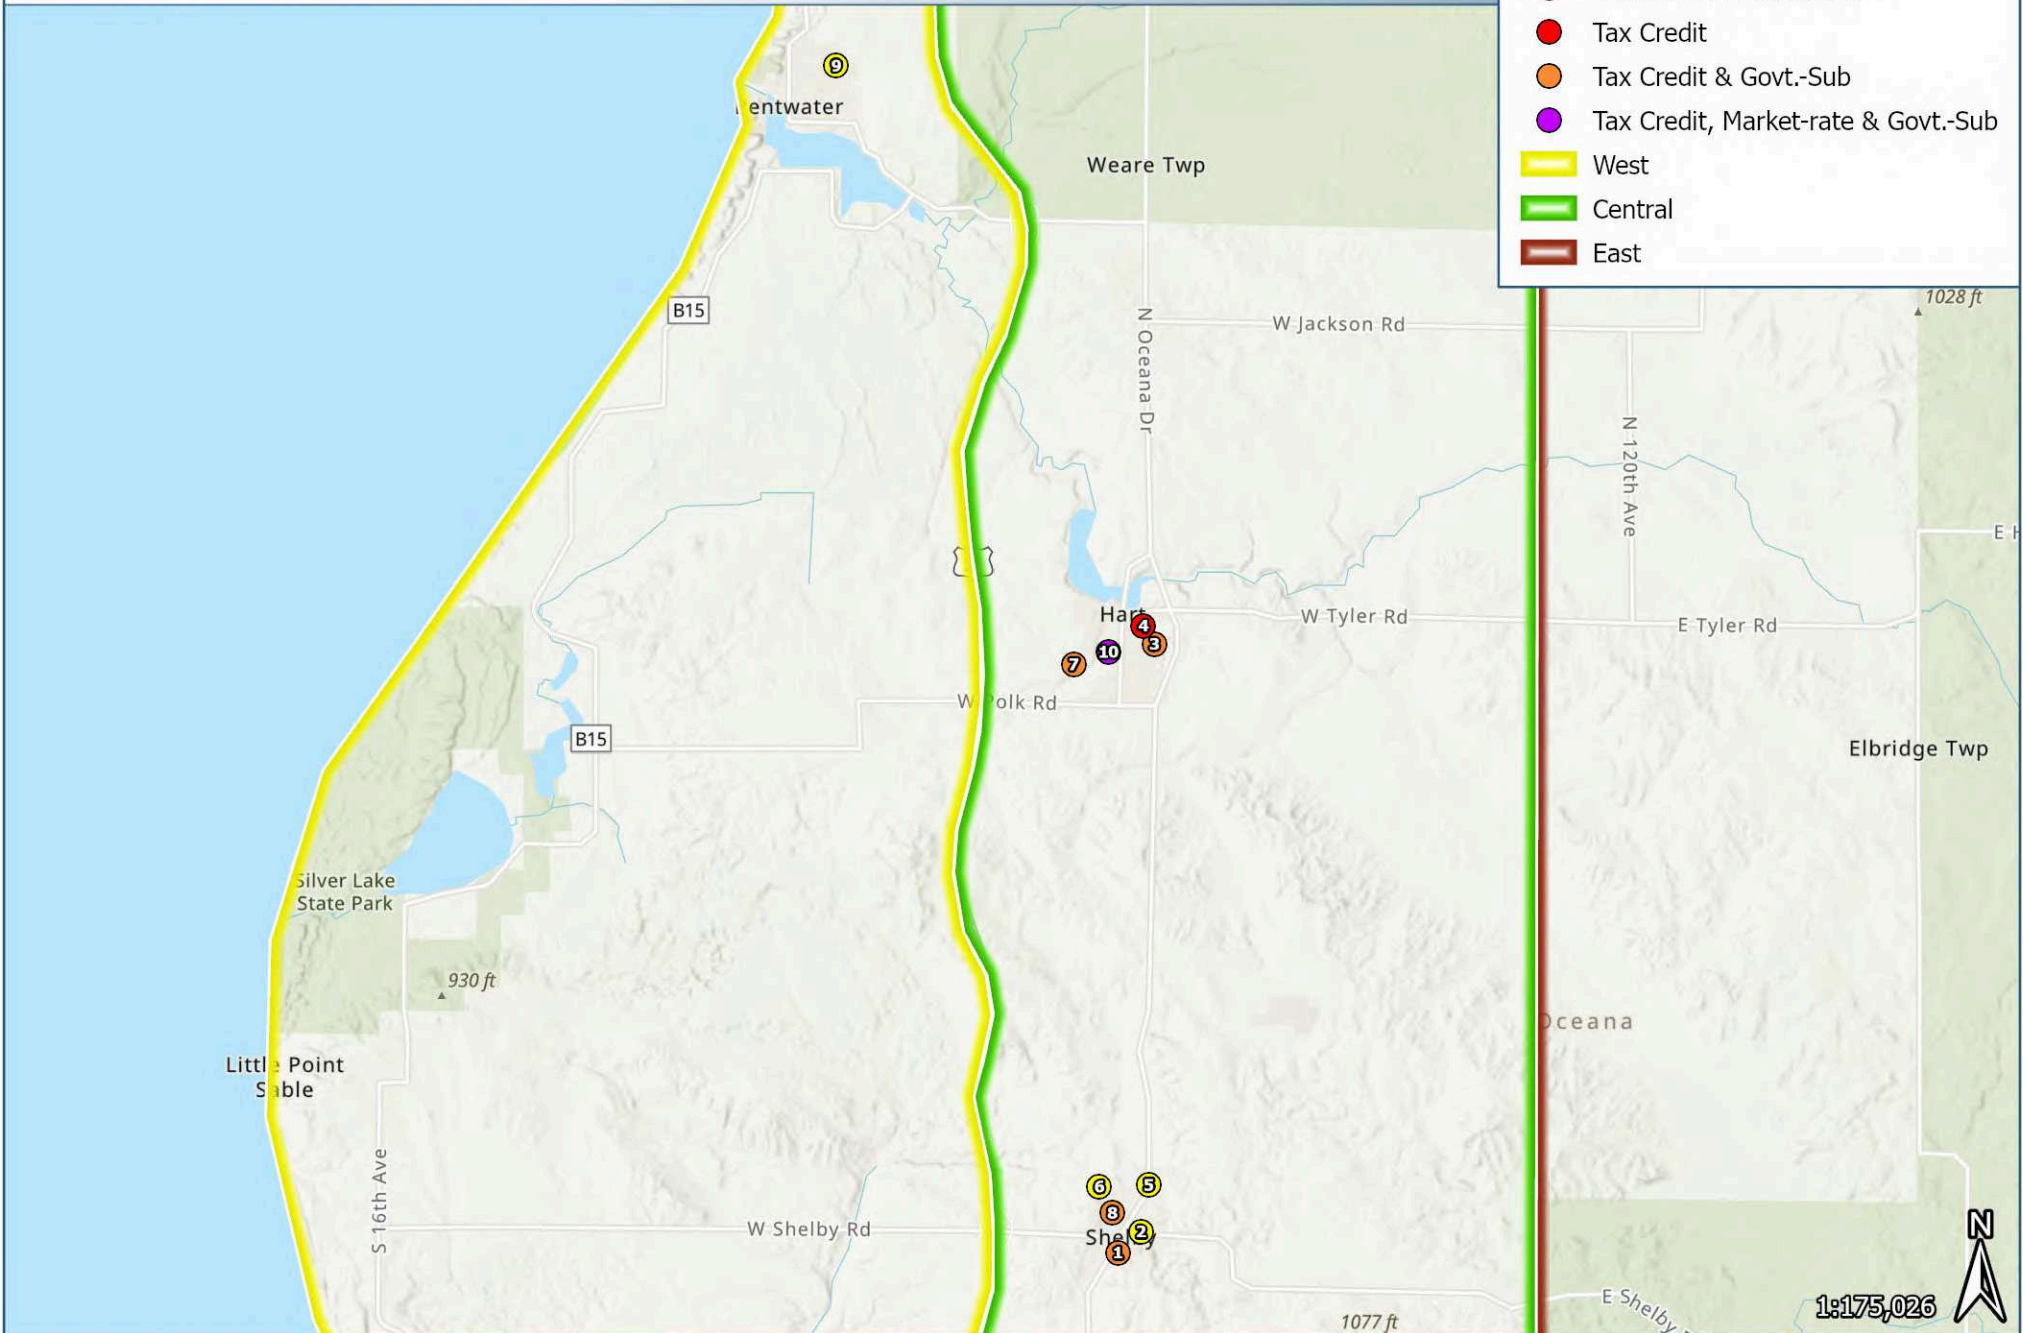 Tax Credit
Tax Credit & Govt.-Sub
Tax Credit, Market-rate & Govt.-Sub
West
Central
East
9
Pentwater
Weare Twp
1028 ft
B15
W Jackson Rd
N Oceana Dr
N 120th Ave
Hart
4
3
10
7
W Tyler Rd
E Tyler Rd
W Polk Rd
B15
Elbridge Twp
Silver Lake
State Park
930 ft
Oceana
Little Point
Sable
S 16th Ave
6
5
8
2
W Shelby Rd
Shelby
1
N
E Shelby
1:175,026
1077 ft